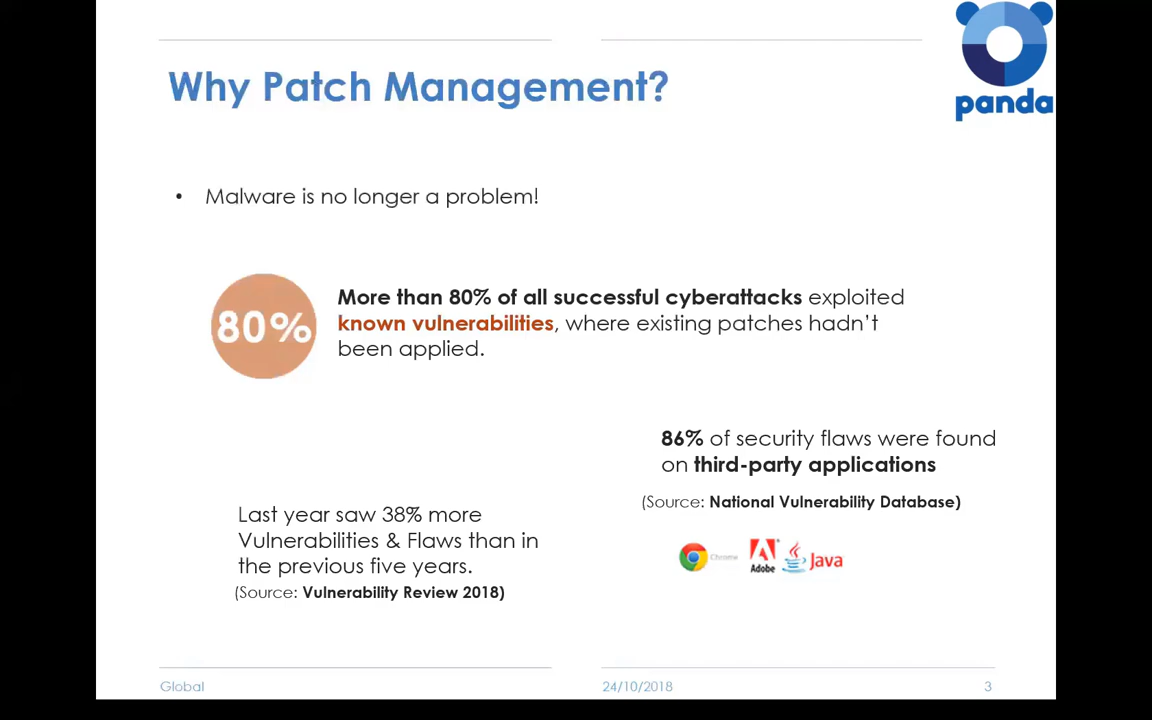 panda
Why Patch Management?
• Malware is no longer a problem!
80%
More than 80% of all successful cyberattacks exploited
known vulnerabilities, where existing patches hadn't
been applied.
86% of security flaws were found
on third-party applications
(Source: National Vulnerability Database)
Chrome
Adobe
Java
Last year saw 38% more
Vulnerabilities & Flaws than in
the previous five years.
(Source: Vulnerability Review 2018)
Global
24/10/2018
3